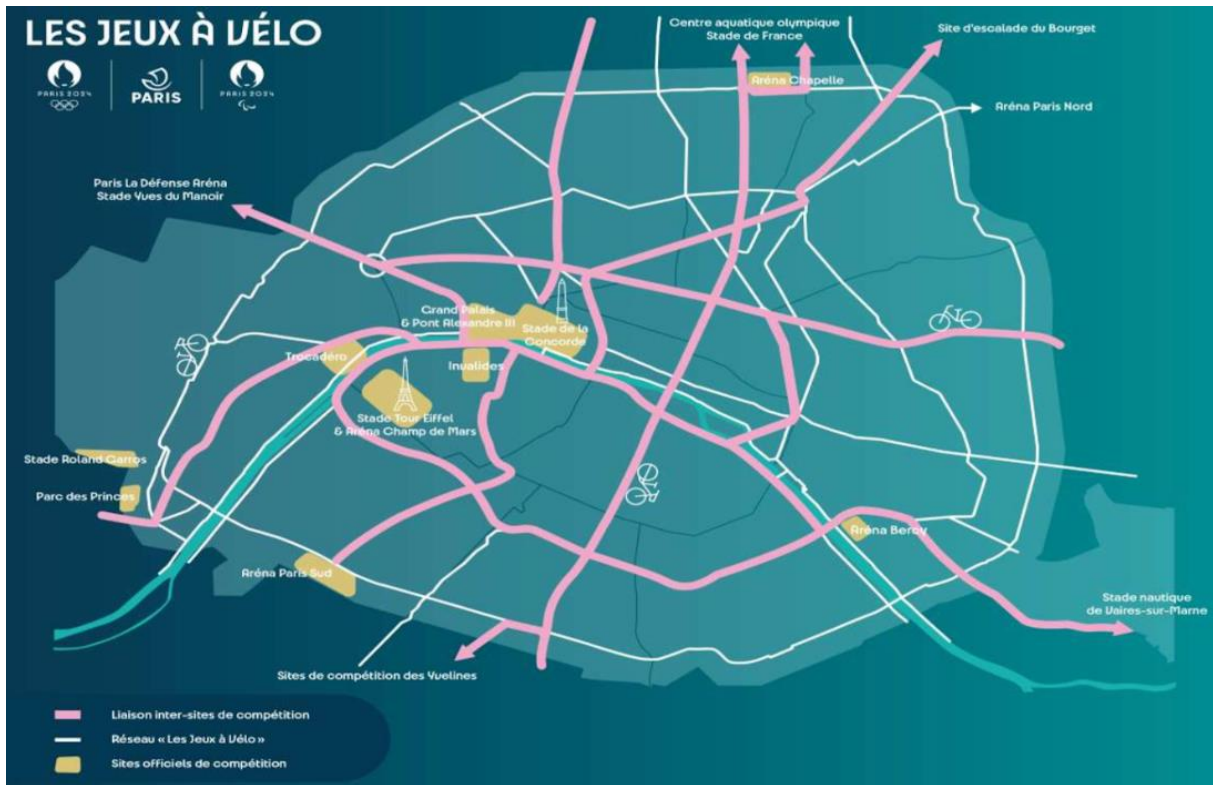 LES JEUX À VÉLO
PARIS 2024
PARIS
PARIS 2024
Centre aquatique olympique
Stade de France
Site d'escalade du Bourget
Aréna Chapelle
Aréna Paris Nord
Paris La Défense Aréna
Stade Yves du Manoir
Grand Palais
& Pont Alexandre III
Stade de la
Concorde
Trocadéro
Invalides
Stade Tour Eiffel
& Aréna Champ de Mars
Stade Roland Garros
Parc des Princes
Aréna Bercy
Aréna Paris Sud
Stade nautique
de Vaires-sur-Marne
Sites de compétition des Yvelines
Liaison inter-sites de compétition
Réseau « Les Jeux à Vélo »
Sites officiels de compétition